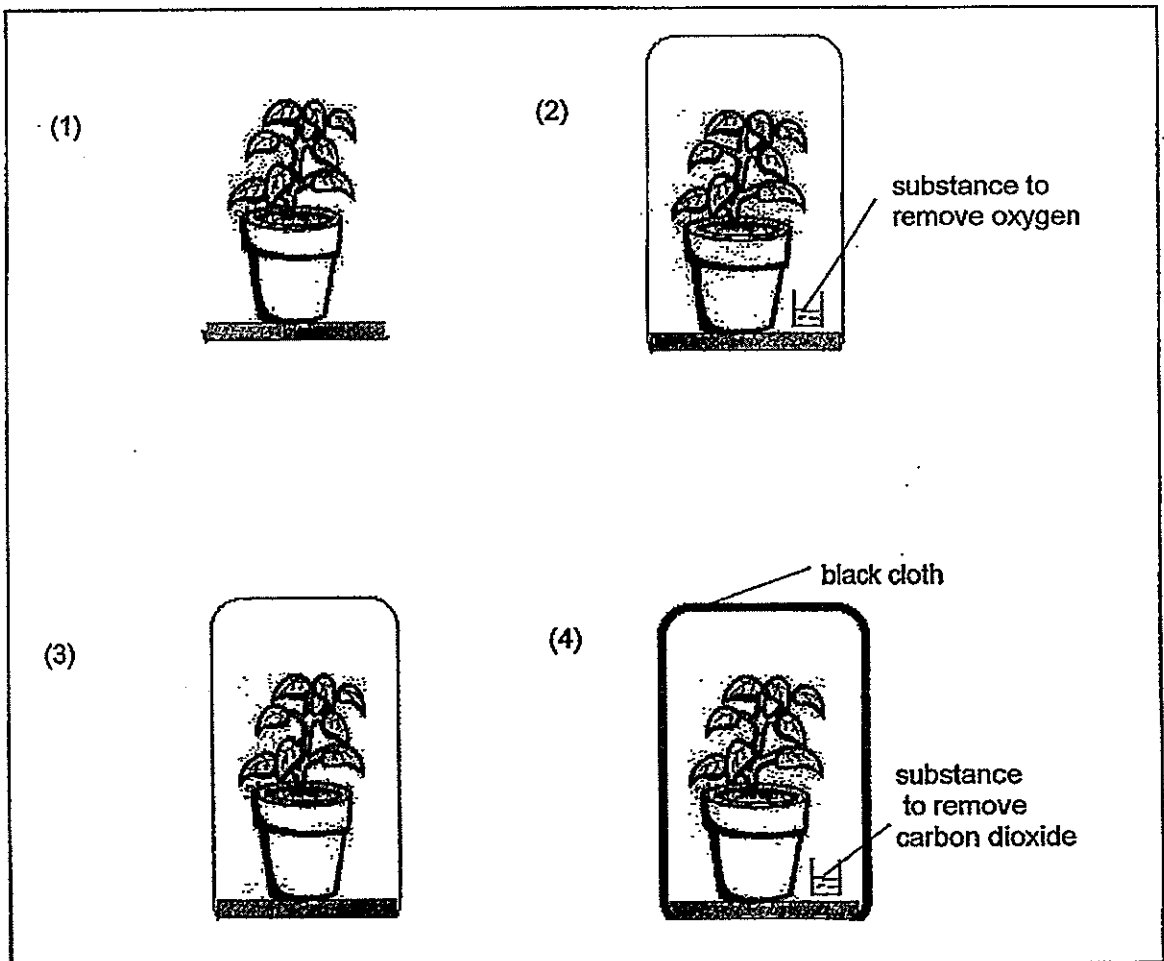 (1)
(2)
substance to
remove oxygen
(3)
(4)
black cloth
substance
to remove
carbon dioxide